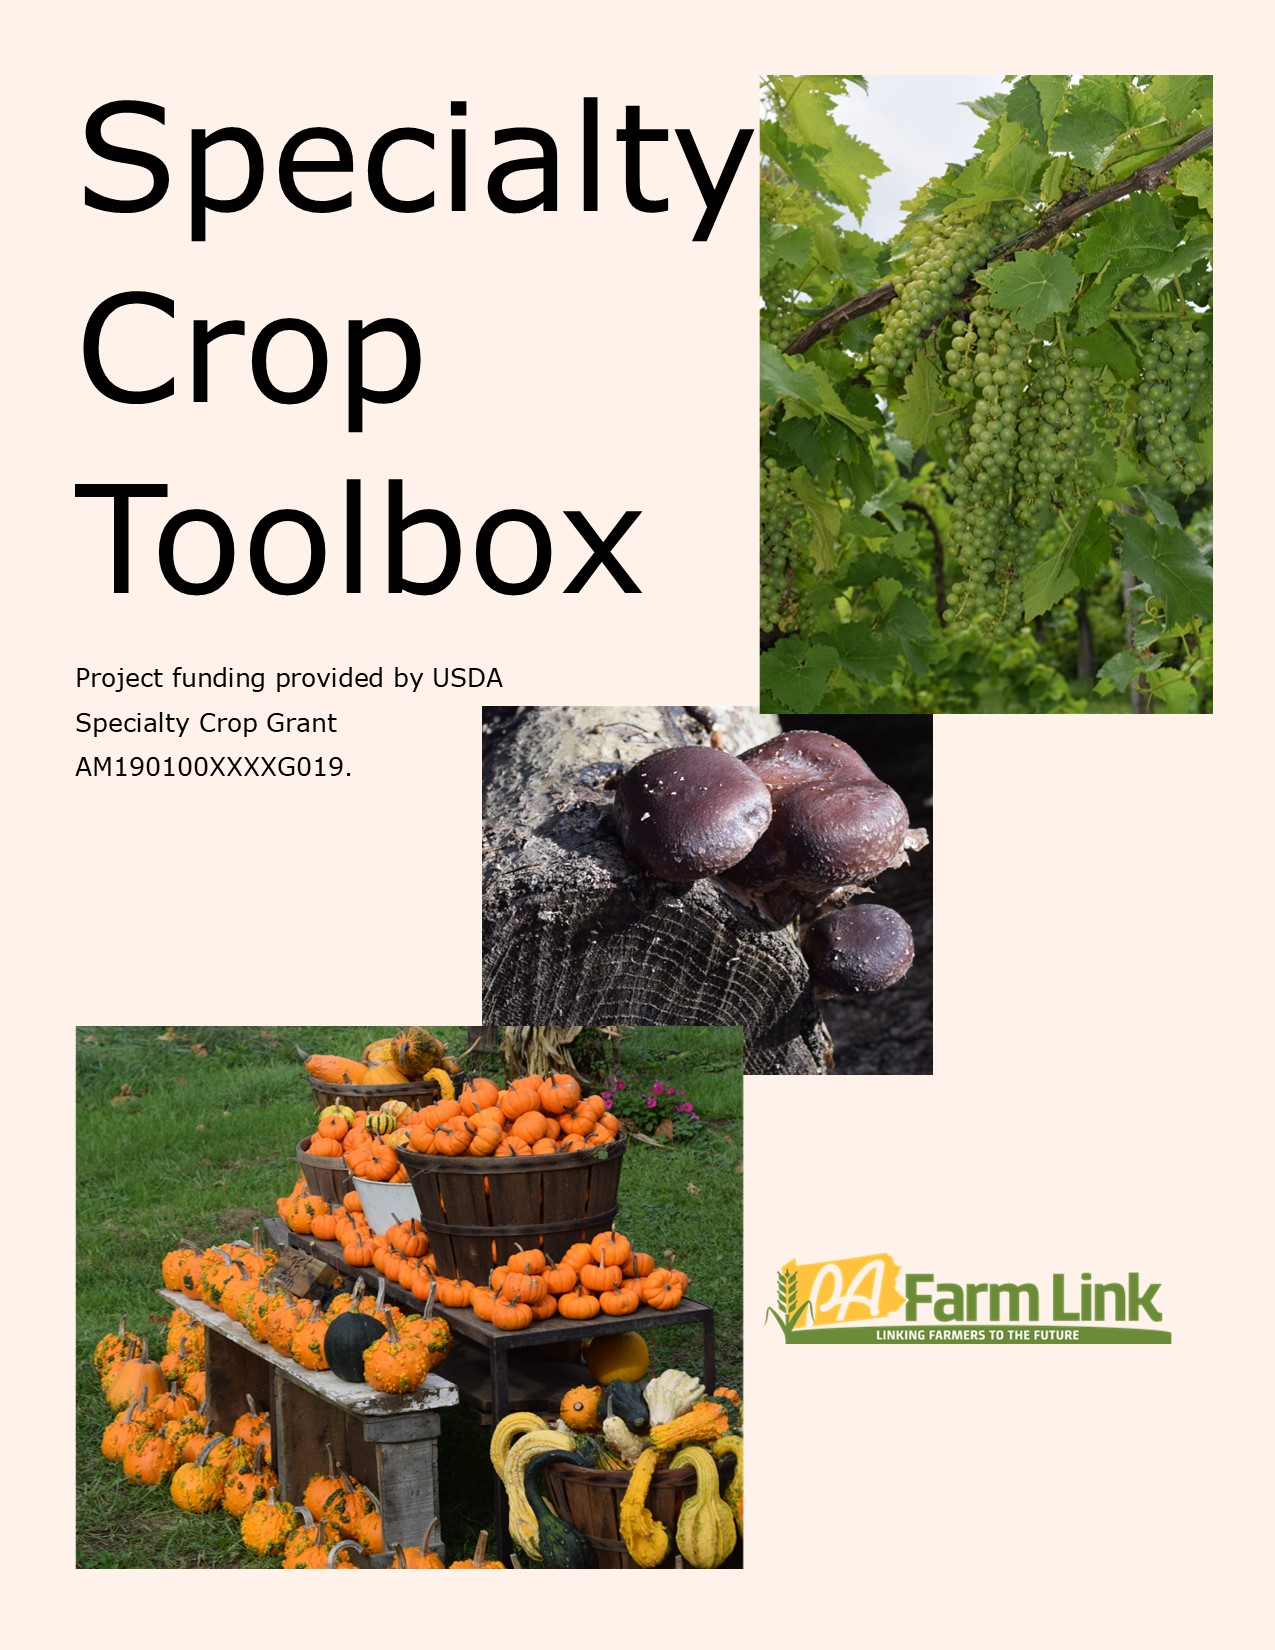 Specialty
Crop
Toolbox
Project funding provided by USDA
Specialty Crop Grant
AM190100XXXXG019.
PA Farm Link
LINKING FARMERS TO THE FUTURE